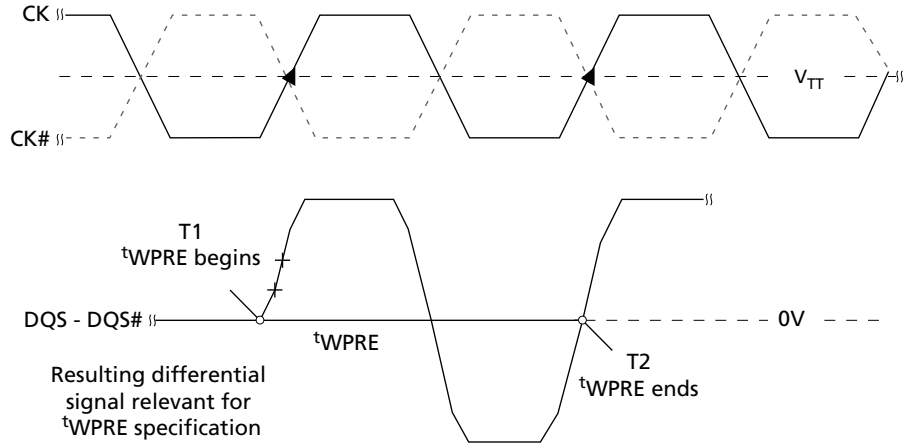 CK
V_TT
CK#
T1
tWPRE begins
DQS - DQS#
0V
tWPRE
T2
tWPRE ends
Resulting differential
signal relevant for
tWPRE specification